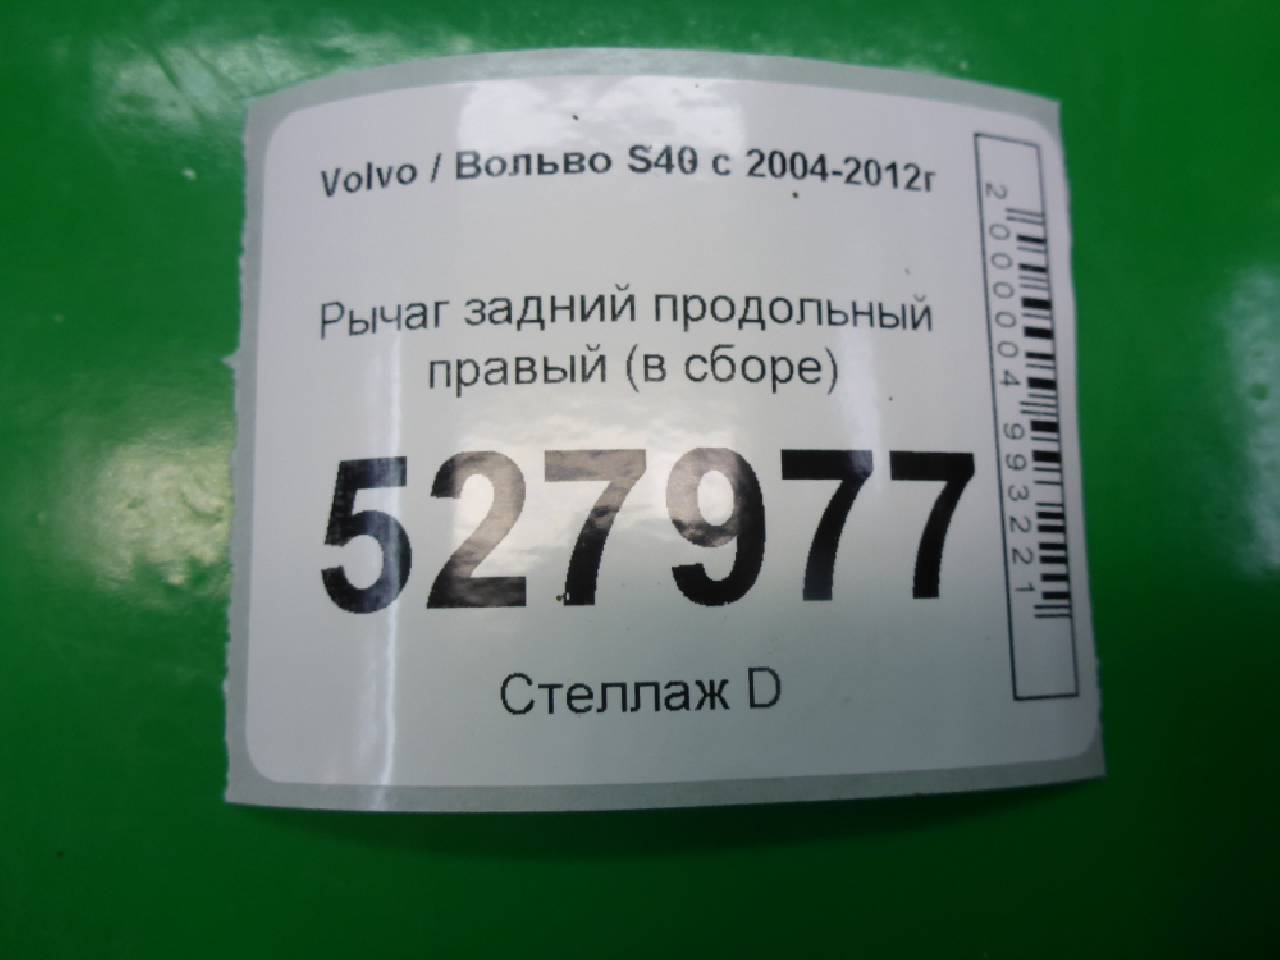 Volvo / Вольво S40 с 2004-2012г
Рычаг задний продольный
правый (в сборе)
527977
Стеллаж D
2000004993221